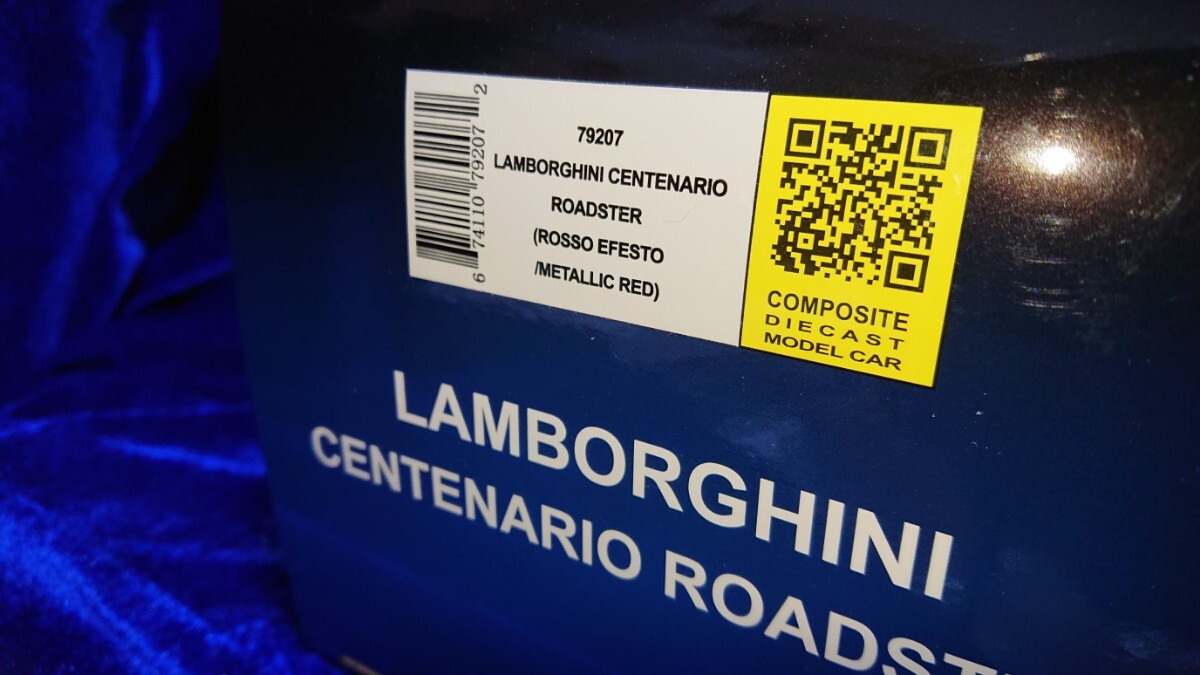 6 74110 79207 2
79207
LAMBORGHINI CENTENARIO
ROADSTER
(ROSSO EFESTO
/METALLIC RED)
COMPOSITE
DIECAST
MODEL CAR
LAMBORGHINI
CENTENARIO ROADST